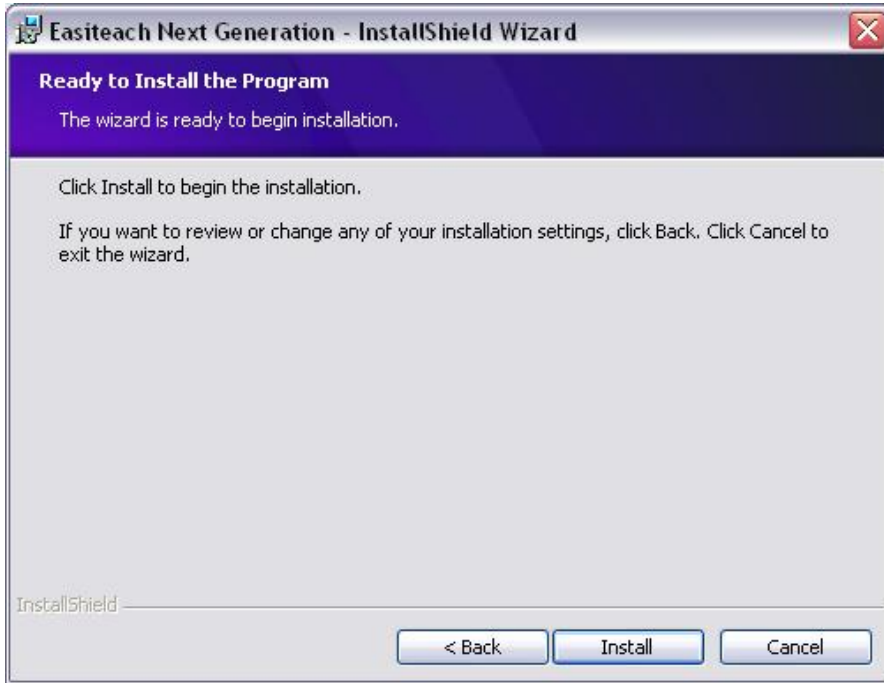 Easiteach Next Generation - InstallShield Wizard
Ready to Install the Program
The wizard is ready to begin installation.
Click Install to begin the installation.
If you want to review or change any of your installation settings, click Back. Click Cancel to
exit the wizard.
InstallShield
< Back
Install
Cancel